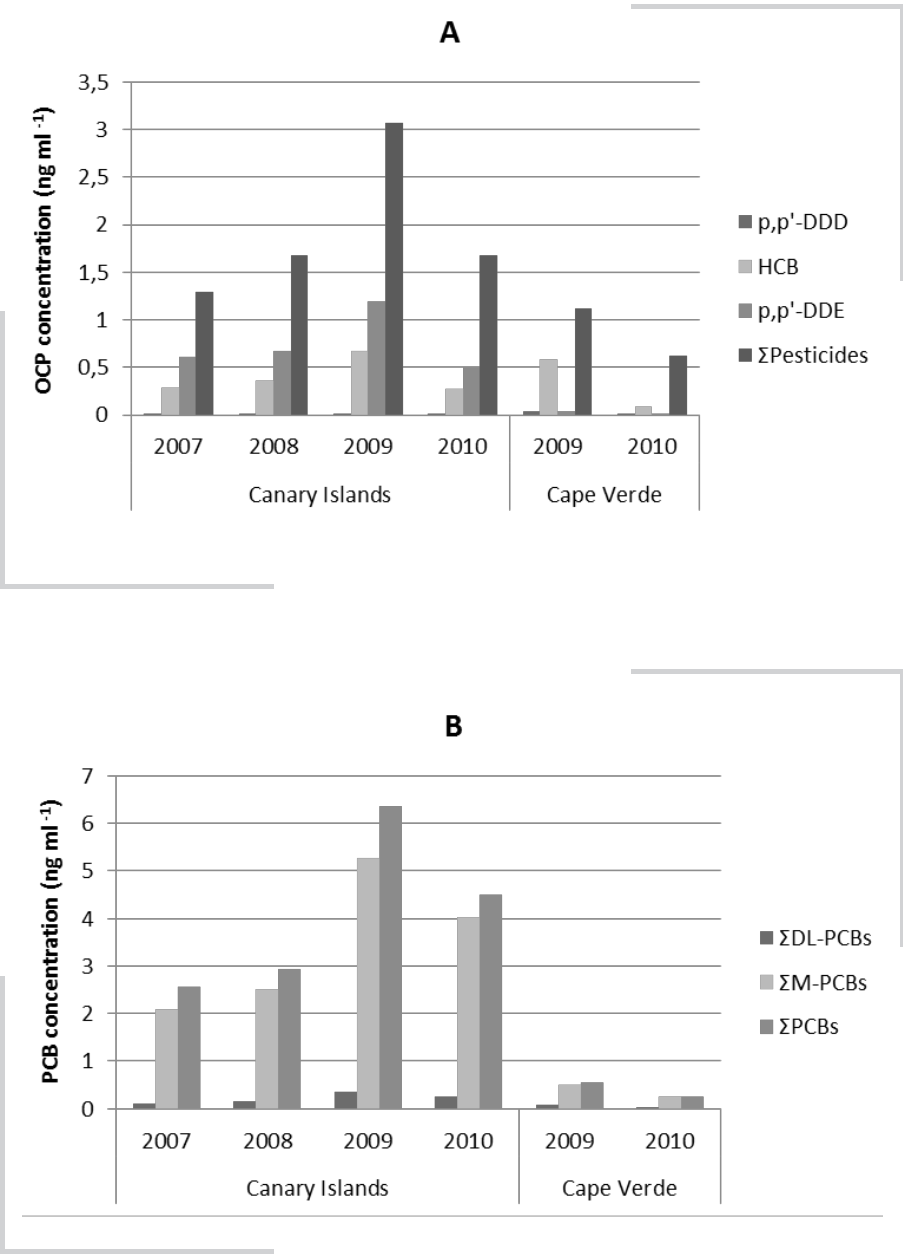 A
OCP concentration (ng ml -1)
3,5
3
2,5
2
1,5
1
0,5
0
2007 2008 2009 2010 2009 2010
Canary Islands Cape Verde
p,p'-DDD
HCB
p,p'-DDE
ΣPesticides
B
PCB concentration (ng ml -1)
7
6
5
4
3
2
1
0
2007 2008 2009 2010 2009 2010
Canary Islands Cape Verde
ΣDL-PCBs
ΣM-PCBs
ΣPCBs